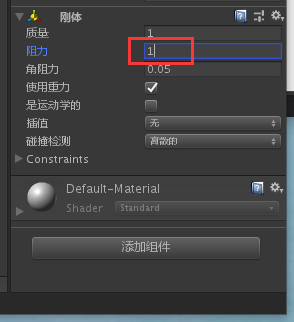 刚体
质量 1
阻力 1
角阻力 0.05
使用重力
是运动学的
插值 无
碰撞检测 离散的
Constraints
Default-Material
Shader Standard
添加组件